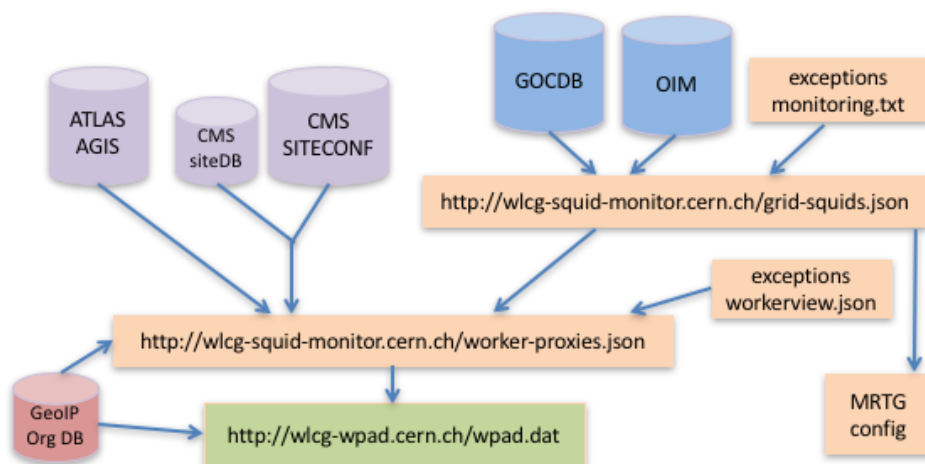 GOCDB
OIM
exceptions
monitoring.txt
ATLAS
AGIS
CMS
siteDB
CMS
SITECONF
http://wlcg-squid-monitor.cern.ch/grid-squids.json
exceptions
workerview.json
http://wlcg-squid-monitor.cern.ch/worker-proxies.json
GeoIP
Org DB
http://wlcg-wpad.cern.ch/wpad.dat
MRTG
config